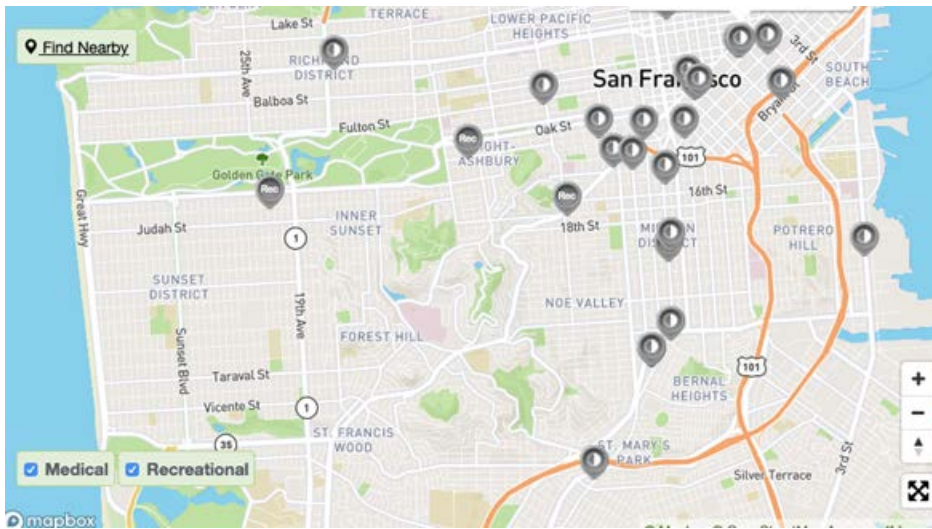 TERRACE
LOWER PACIFIC
HEIGHTS
Lake St
Find Nearby
25th Ave
RICHMOND
DISTRICT
3rd St
SOUTH
BEACH
San Francisco
Balboa St
Bryant
Fulton St
Oak St
Rec
HAIGHT-
ASHBURY
101
Golden Gate Park
Rec
Rec
16th St
Great Hwy
Judah St
INNER
SUNSET
18th St
MISSION
DISTRICT
POTRERO
HILL
1
SUNSET
DISTRICT
19th Ave
NOE VALLEY
FOREST HILL
Sunset Blvd
101
Taraval St
BERNAL
HEIGHTS
+
Vicente St
1
−
ST. FRANCIS
WOOD
35
ST. MARY'S
PARK
3rd St
Medical
Recreational
Silver Terrace
mapbox